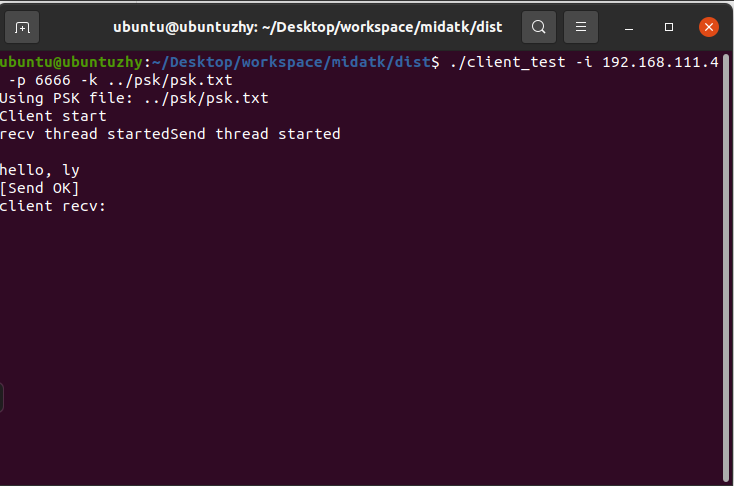 ubuntu@ubuntuzhy: ~/Desktop/workspace/midatk/dist
ubuntu@ubuntuzhy:~/Desktop/workspace/midatk/dist$ ./client_test -i 192.168.111.4
-p 6666 -k ../psk/psk.txt
Using PSK file: ../psk/psk.txt
Client start
recv thread startedSend thread started
hello, ly
[Send OK]
client recv: